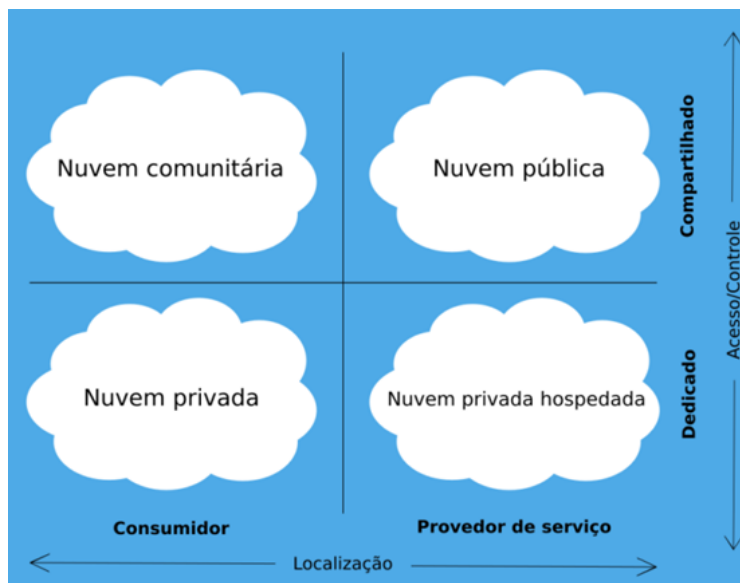 Nuvem comunitária
Nuvem pública
Compartilhado
Acesso/Controle
Nuvem privada
Nuvem privada hospedada
Dedicado
Consumidor
Provedor de serviço
Localização